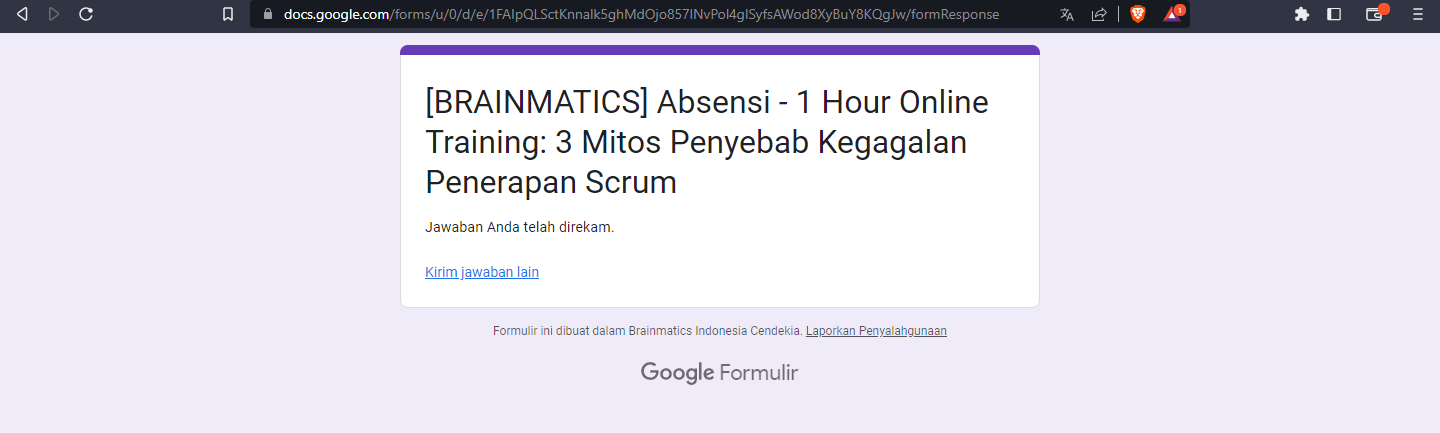 docs.google.com/forms/u/0/d/e/1FAIpQLSctKnnalk5ghMdOjo857INvPol4glSyfsAWod8XyBuY8KQgJw/formResponse
1
[BRAINMATICS] Absensi - 1 Hour Online
Training: 3 Mitos Penyebab Kegagalan
Penerapan Scrum
Jawaban Anda telah direkam.
Kirim jawaban lain
Formulir ini dibuat dalam Brainmatics Indonesia Cendekia. Laporkan Penyalahgunaan
Google Formulir